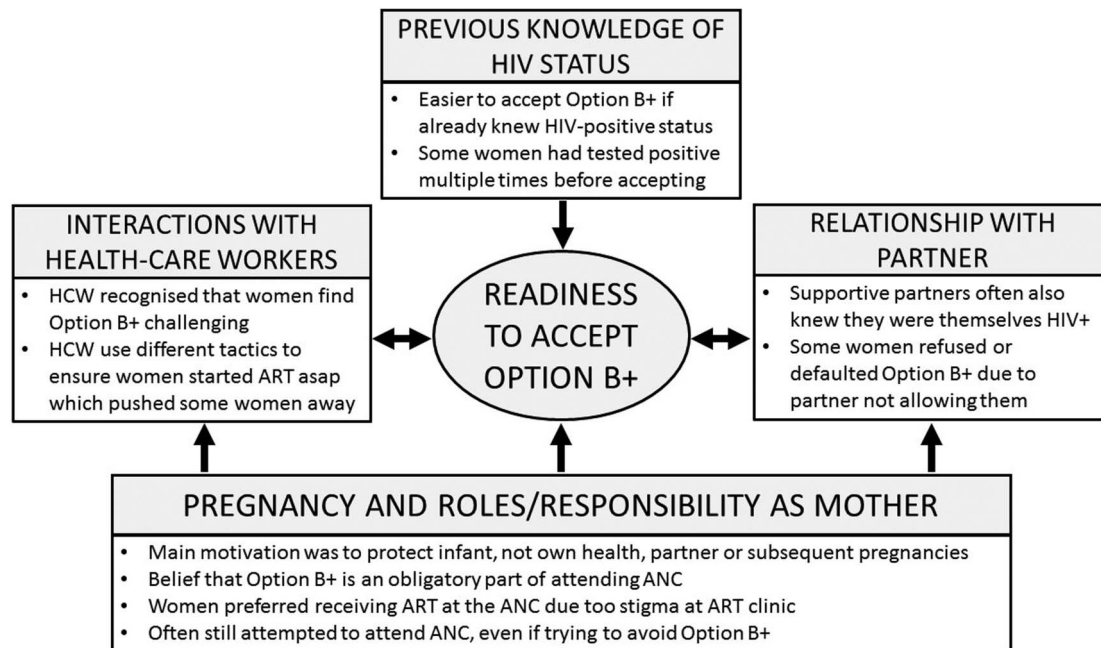 PREVIOUS KNOWLEDGE OF
HIV STATUS
• Easier to accept Option B+ if
already knew HIV-positive status
• Some women had tested positive
multiple times before accepting
INTERACTIONS WITH
HEALTH-CARE WORKERS
• HCW recognised that women find
Option B+ challenging
• HCW use different tactics to
ensure women started ART asap
which pushed some women away
READINESS
TO ACCEPT
OPTION B+
RELATIONSHIP WITH
PARTNER
• Supportive partners often also
knew they were themselves HIV+
• Some women refused or
defaulted Option B+ due to
partner not allowing them
PREGNANCY AND ROLES/RESPONSIBILITY AS MOTHER
• Main motivation was to protect infant, not own health, partner or subsequent pregnancies
• Belief that Option B+ is an obligatory part of attending ANC
• Women preferred receiving ART at the ANC due too stigma at ART clinic
• Often still attempted to attend ANC, even if trying to avoid Option B+